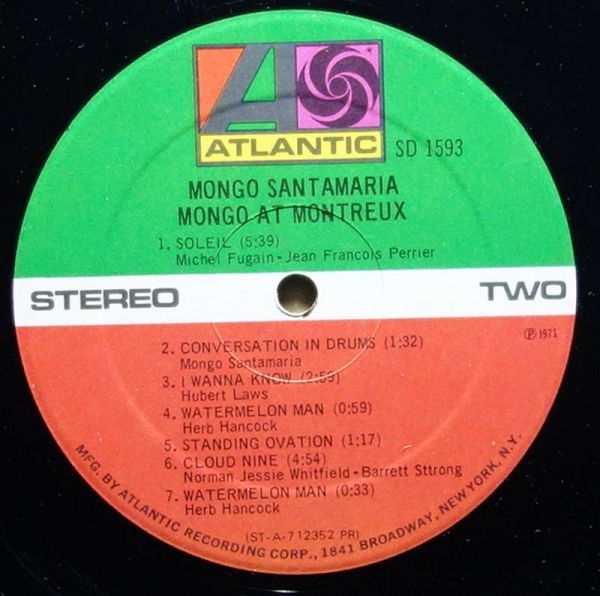 ATLANTIC
SD 1593
MONGO SANTAMARIA
MONGO AT MONTREUX
1. SOLEIL (5:39)
Michel Fugain - Jean Francois Perrier
STEREO
TWO
℗ 1971
2. CONVERSATION IN DRUMS (1:32)
Mongo Santamaria
3. I WANNA KNOW (2:59)
Hubert Laws
4. WATERMELON MAN (0:59)
Herb Hancock
5. STANDING OVATION (1:17)
6. CLOUD NINE (4:54)
Norman Jessie Whitfield - Barrett Sttrong
7. WATERMELON MAN (0:33)
Herb Hancock
(ST-A-712352 PR)
MFG. BY ATLANTIC RECORDING CORP., 1841 BROADWAY, NEW YORK, N.Y.